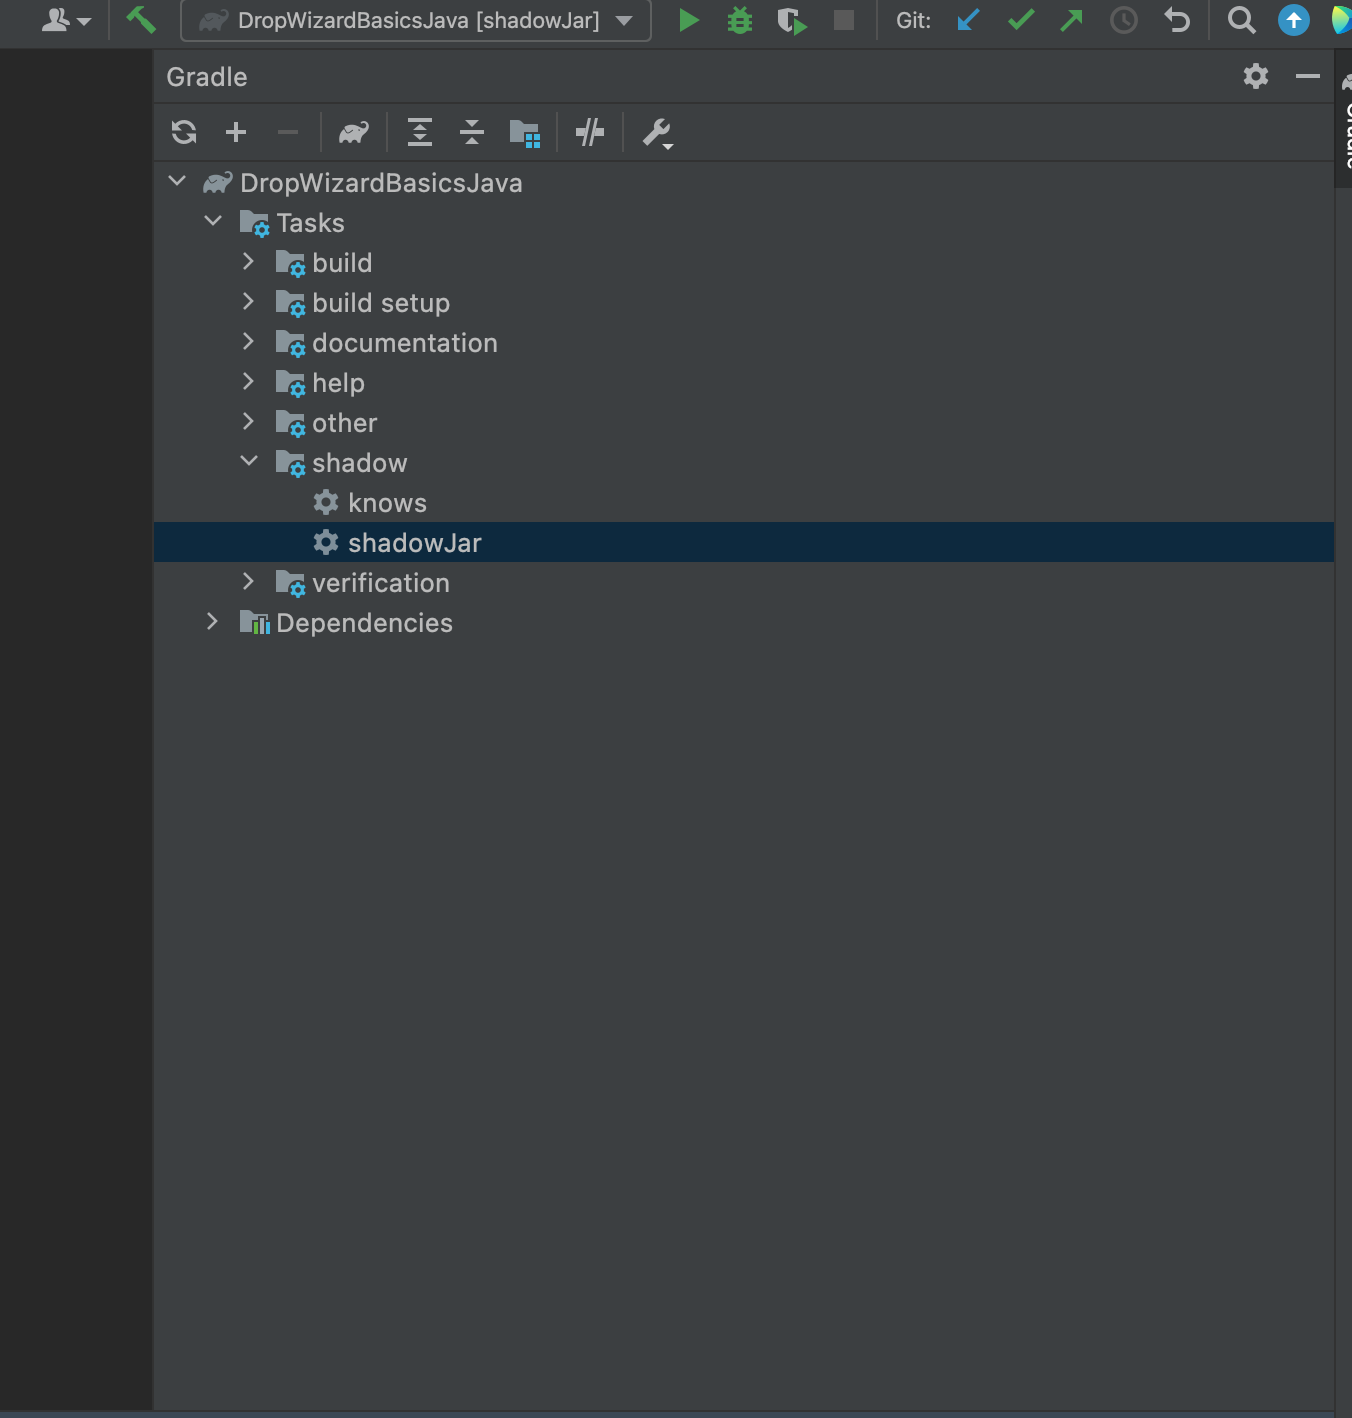 DropWizardBasicsJava [shadowJar]
Git:
Gradle
Gradle
DropWizardBasicsJava
Tasks
build
build setup
documentation
help
other
shadow
knows
shadowJar
verification
Dependencies